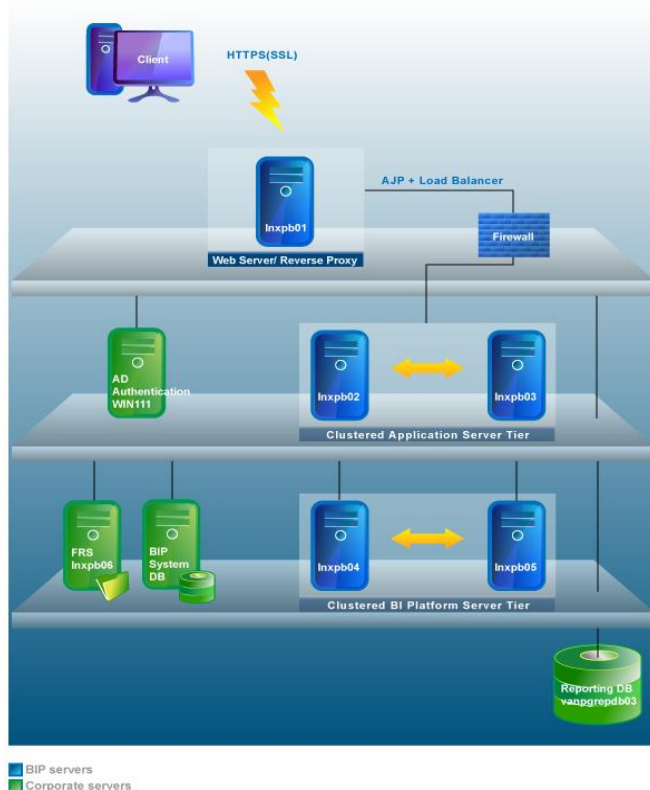 Client
HTTPS(SSL)
AJP + Load Balancer
lnxpb01
Firewall
Web Server/ Reverse Proxy
AD
Authentication
WIN111
lnxpb02
lnxpb03
Clustered Application Server Tier
FRS
lnxpb06
BIP
System
DB
lnxpb04
lnxpb05
Clustered BI Platform Server Tier
Reporting DB
vanpgrepdb03
BIP servers
Corporate servers